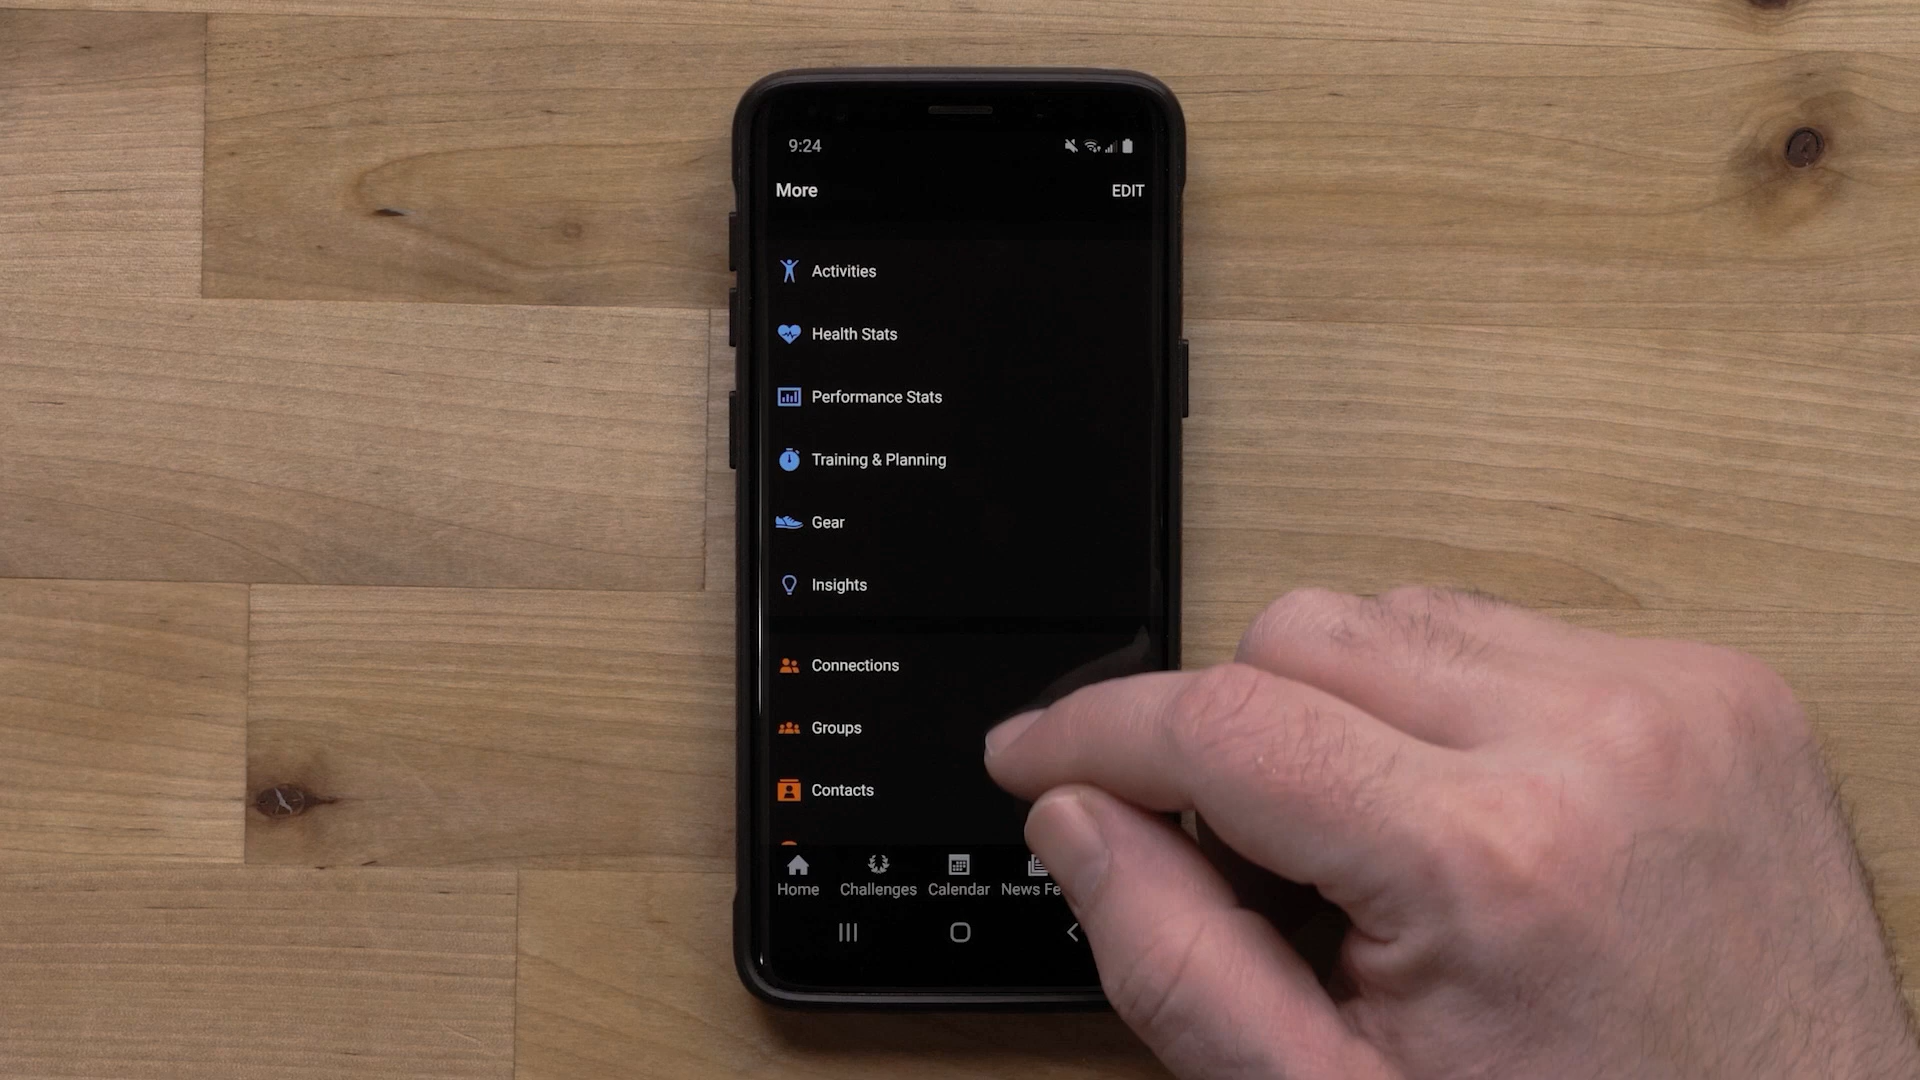 9:24
More
EDIT
Activities
Health Stats
Performance Stats
Training & Planning
Gear
Insights
Connections
Groups
Contacts
Home
Challenges
Calendar
News